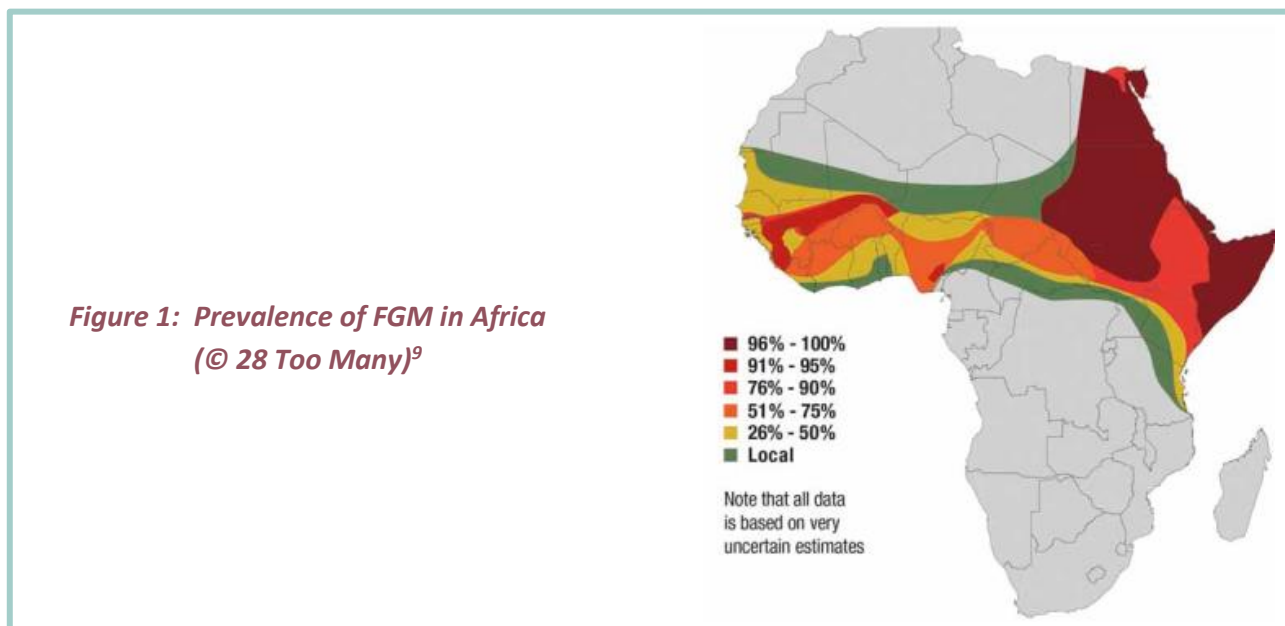 Figure 1: Prevalence of FGM in Africa
(© 28 Too Many)9
96% - 100%
91% - 95%
76% - 90%
51% - 75%
26% - 50%
Local
Note that all data
is based on very
uncertain estimates